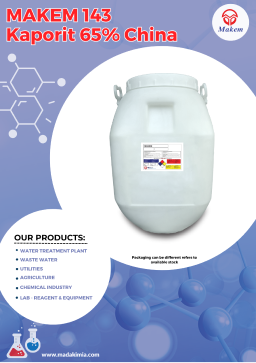 MAKEM 143
Kaporit 65% China
Makem
Packaging can be different refers to
available stock
OUR PRODUCTS:
WATER TREATMENT PLANT
WASTE WATER
UTILITIES
AGRICULTURE
CHEMICAL INDUSTRY
LAB - REAGENT & EQUIPMENT
www.madakimia.com